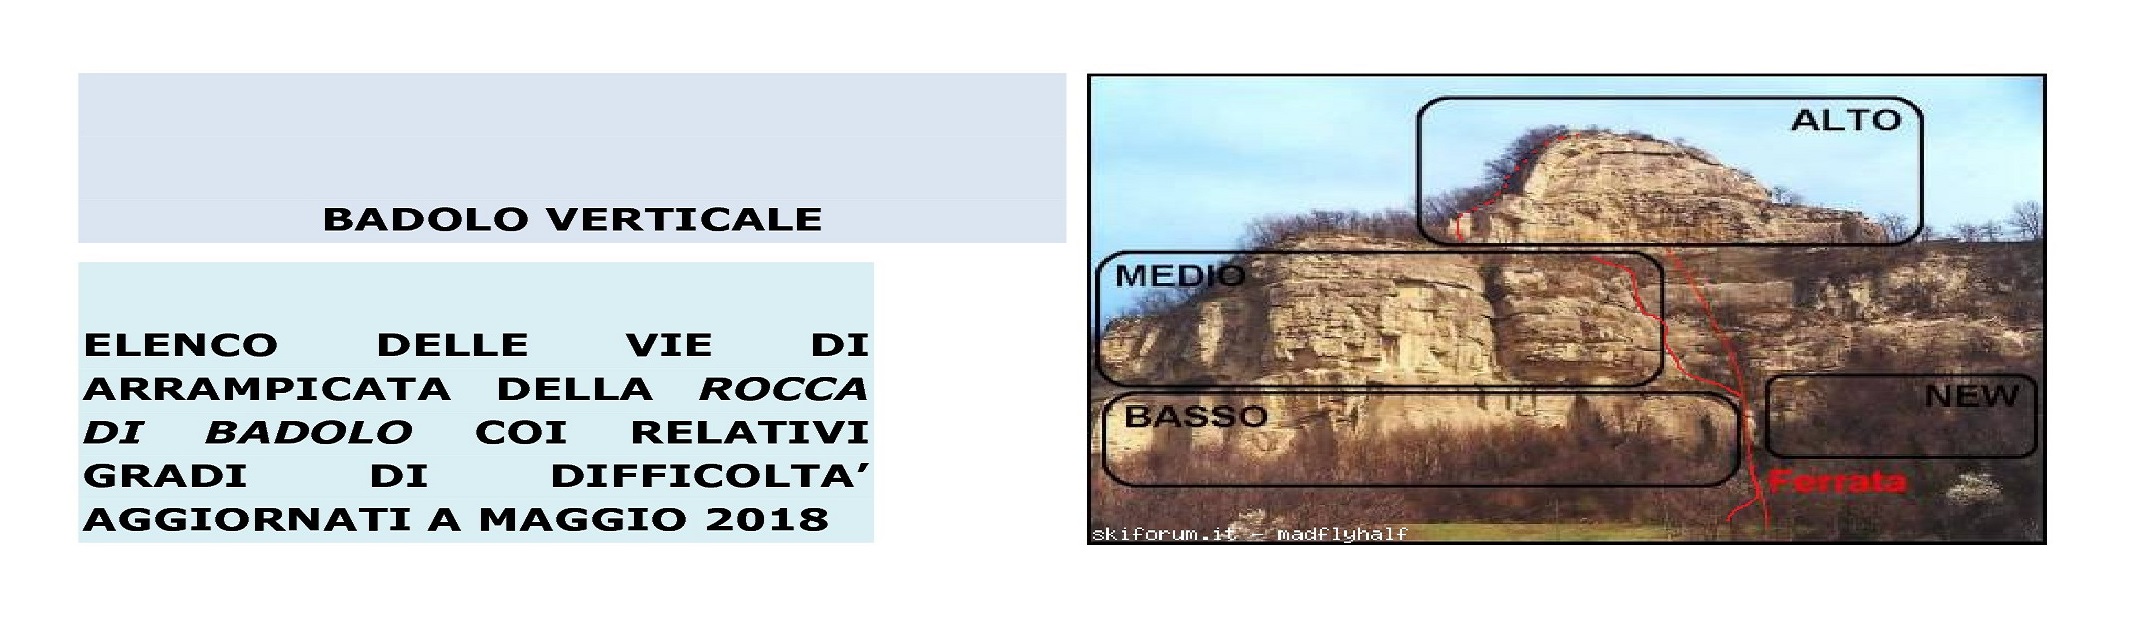 BADOLO VERTICALE
ELENCO DELLE VIE DI
ARRAMPICATA DELLA ROCCA
DI BADOLO COI RELATIVI
GRADI DI DIFFICOLTA’
AGGIORNATI A MAGGIO 2018
ALTO
MEDIO
BASSO
NEW
Ferrata
skiforum.it - madflyhalf